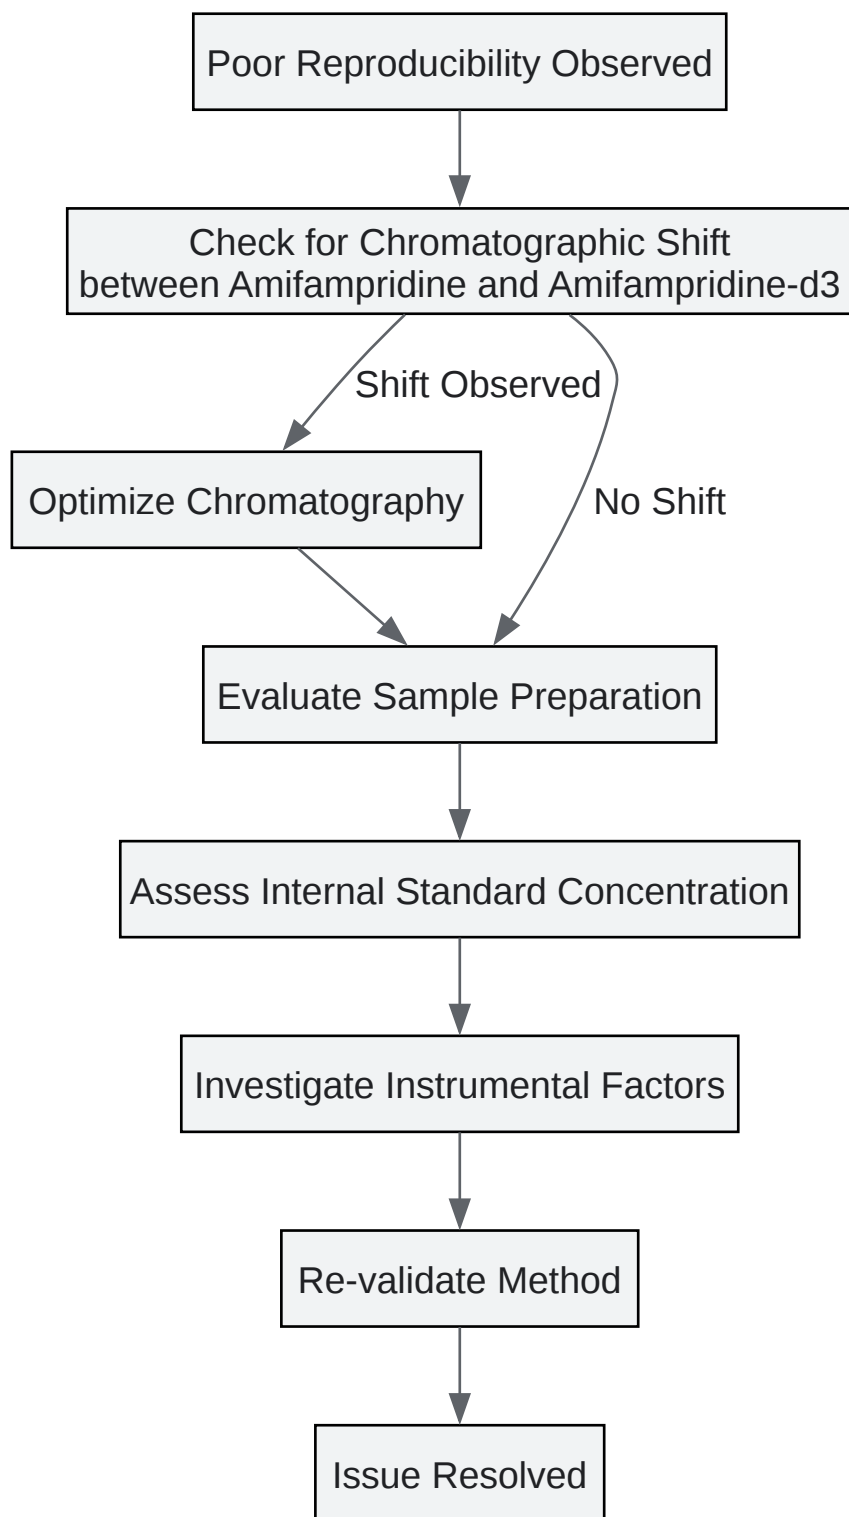 Poor Reproducibility Observed
Check for Chromatographic Shift
between Amifampridine and Amifampridine-d3
Shift Observed
Optimize Chromatography
No Shift
Evaluate Sample Preparation
Assess Internal Standard Concentration
Investigate Instrumental Factors
Re-validate Method
Issue Resolved